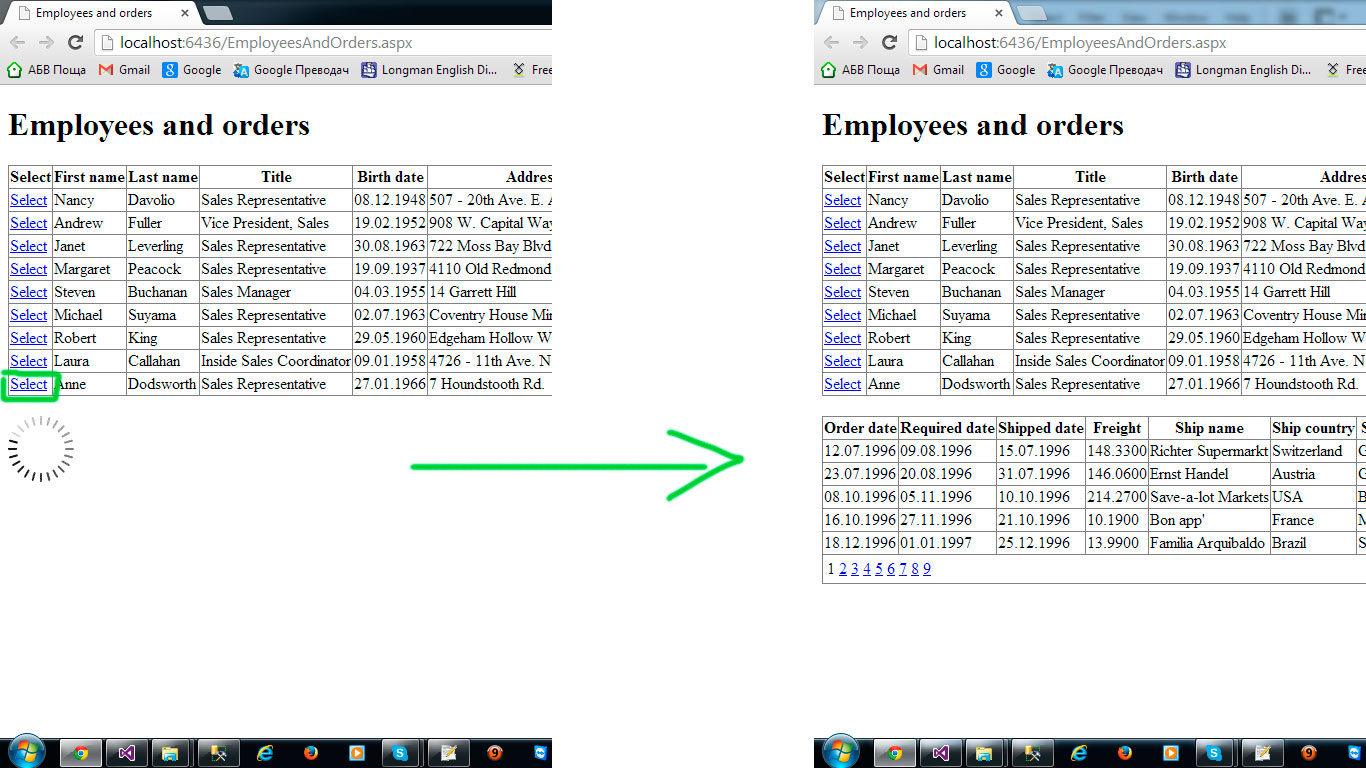 Employees and orders
localhost:6436/EmployeesAndOrders.aspx
АБВ Поща Gmail Google Google Преводач Longman English Di... Free
Employees and orders
Select First name Last name Title Birth date Address
Select Nancy Davolio Sales Representative 08.12.1948 507 - 20th Ave. E.
Select Andrew Fuller Vice President, Sales 19.02.1952 908 W. Capital Way
Select Janet Leverling Sales Representative 30.08.1963 722 Moss Bay Blvd
Select Margaret Peacock Sales Representative 19.09.1937 4110 Old Redmond
Select Steven Buchanan Sales Manager 04.03.1955 14 Garrett Hill
Select Michael Suyama Sales Representative 02.07.1963 Coventry House Mi
Select Robert King Sales Representative 29.05.1960 Edgeham Hollow W
Select Laura Callahan Inside Sales Coordinator 09.01.1958 4726 - 11th Ave. N
Select Anne Dodsworth Sales Representative 27.01.1966 7 Houndstooth Rd.
Employees and orders
localhost:6436/EmployeesAndOrders.aspx
АБВ Поща Gmail Google Google Преводач Longman English Di... Free
Employees and orders
Select First name Last name Title Birth date Address
Select Nancy Davolio Sales Representative 08.12.1948 507 - 20th Ave. E.
Select Andrew Fuller Vice President, Sales 19.02.1952 908 W. Capital Way
Select Janet Leverling Sales Representative 30.08.1963 722 Moss Bay Blvd
Select Margaret Peacock Sales Representative 19.09.1937 4110 Old Redmond
Select Steven Buchanan Sales Manager 04.03.1955 14 Garrett Hill
Select Michael Suyama Sales Representative 02.07.1963 Coventry House Mi
Select Robert King Sales Representative 29.05.1960 Edgeham Hollow W
Select Laura Callahan Inside Sales Coordinator 09.01.1958 4726 - 11th Ave. N
Select Anne Dodsworth Sales Representative 27.01.1966 7 Houndstooth Rd.
Order date Required date Shipped date Freight Ship name Ship country
12.07.1996 09.08.1996 15.07.1996 148.3300 Richter Supermarkt Switzerland G
23.07.1996 20.08.1996 31.07.1996 146.0600 Ernst Handel Austria G
08.10.1996 05.11.1996 10.10.1996 214.2700 Save-a-lot Markets USA B
16.10.1996 27.11.1996 21.10.1996 10.1900 Bon app' France M
18.12.1996 01.01.1997 25.12.1996 13.9900 Familia Arquibaldo Brazil S
1 2 3 4 5 6 7 8 9